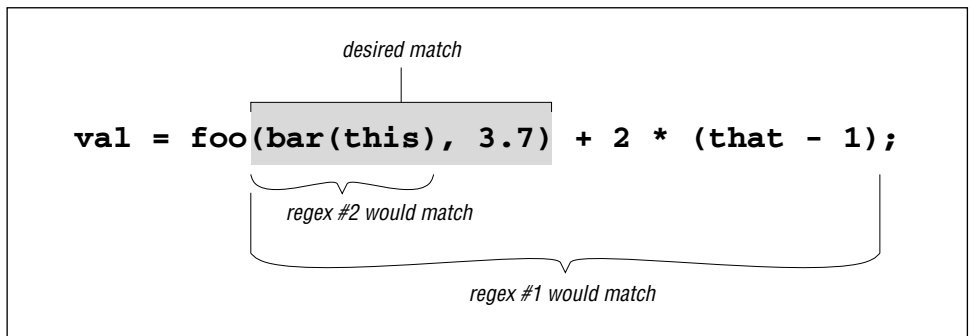 desired match
val = foo(bar(this), 3.7) + 2 * (that - 1);
regex #2 would match
regex #1 would match